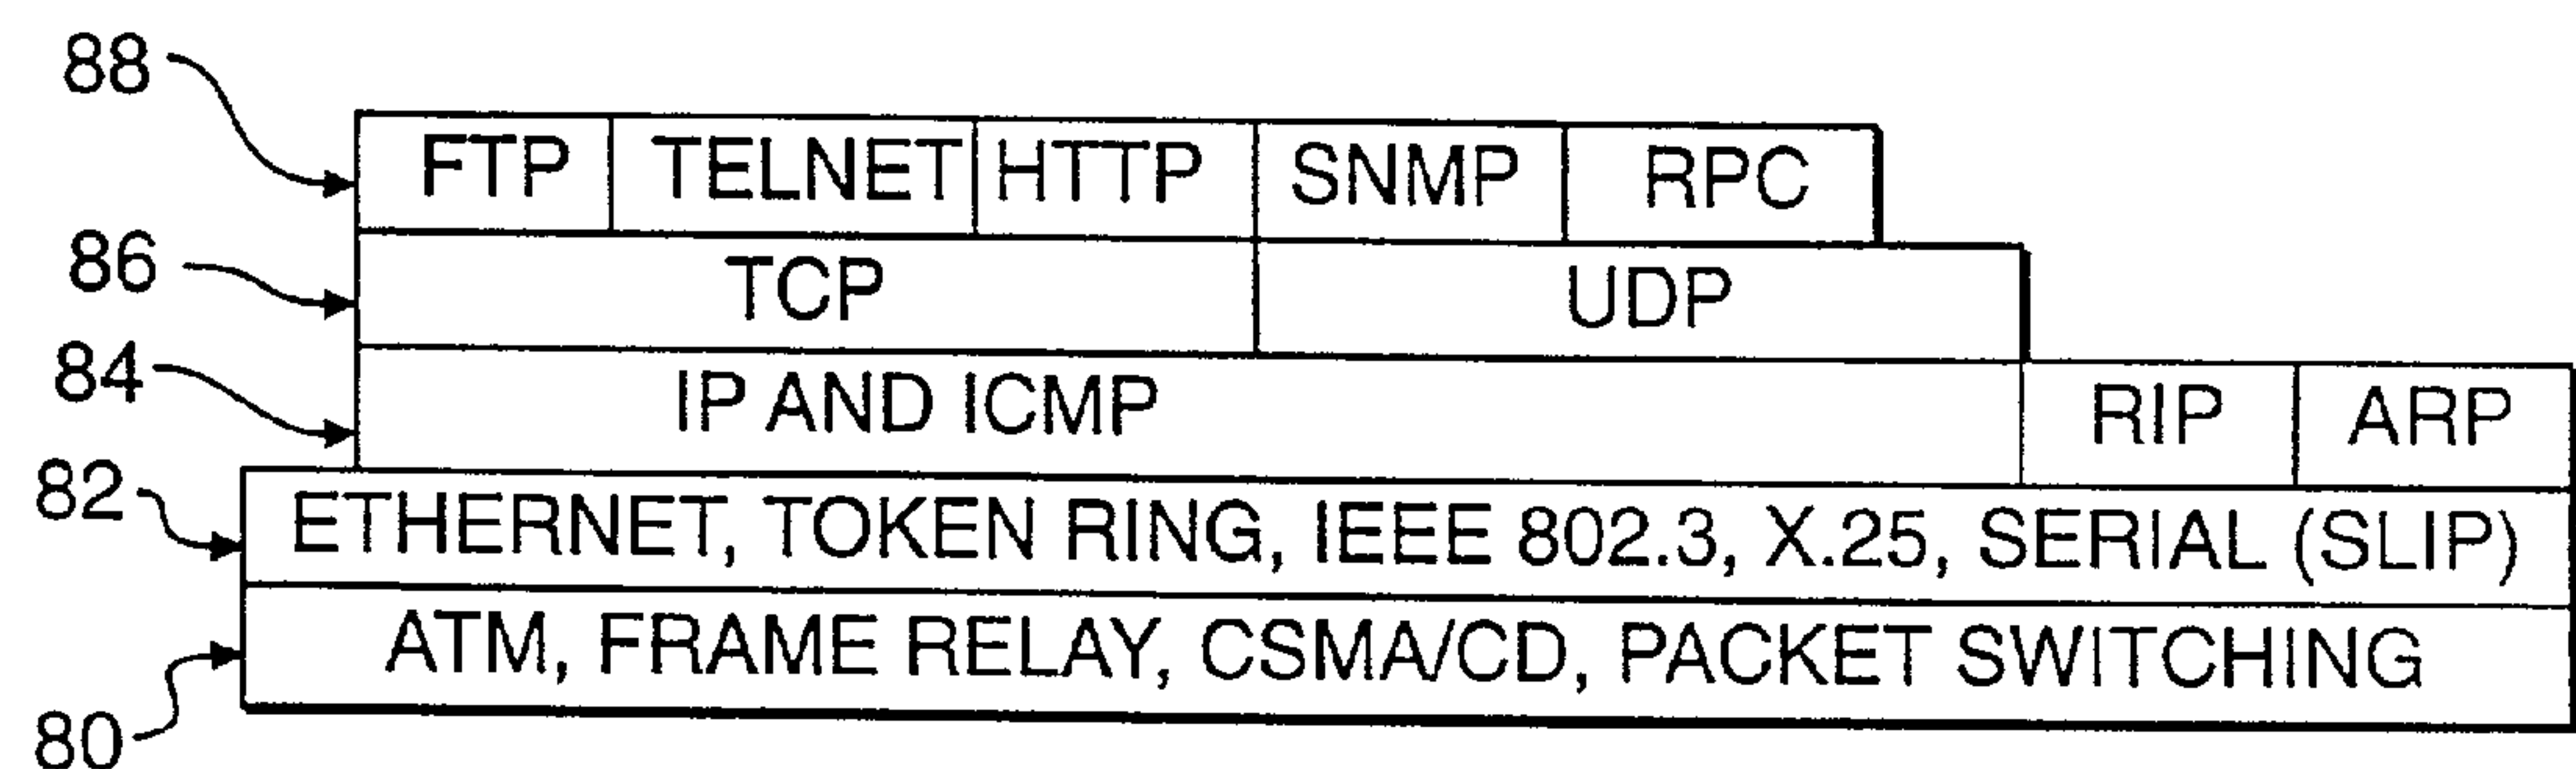 88
FTP TELNET HTTP SNMP RPC
86
TCP UDP
84
IP AND ICMP RIP ARP
82
ETHERNET, TOKEN RING, IEEE 802.3, X.25, SERIAL (SLIP)
80
ATM, FRAME RELAY, CSMA/CD, PACKET SWITCHING